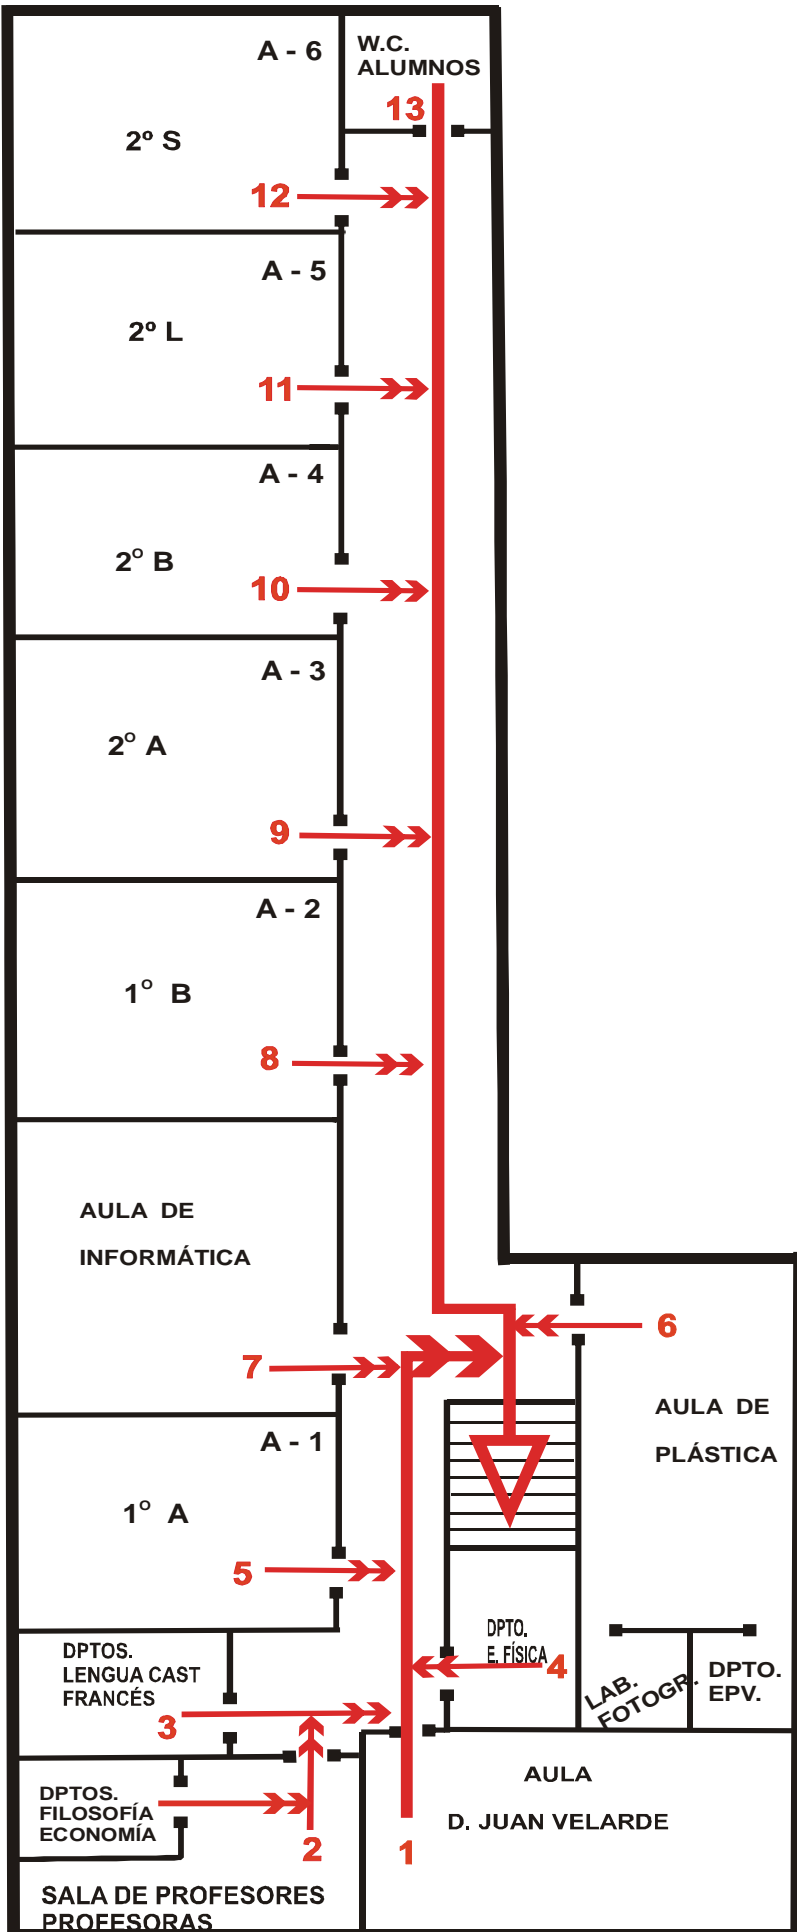 A - 6
W.C.
ALUMNOS
13
2º S
12
A - 5
2º L
11
A - 4
2º B
10
A - 3
2º A
9
A - 2
1º B
8
AULA DE
INFORMÁTICA
6
7
AULA DE
PLÁSTICA
A - 1
1º A
5
DPTO.
E. FÍSICA
4
DPTOS.
LENGUA CAST
FRANCÉS
3
LAB.
FOTOGR.
DPTO.
EPV.
DPTOS.
FILOSOFÍA
ECONOMÍA
2
1
AULA
D. JUAN VELARDE
SALA DE PROFESORES
PROFESORAS